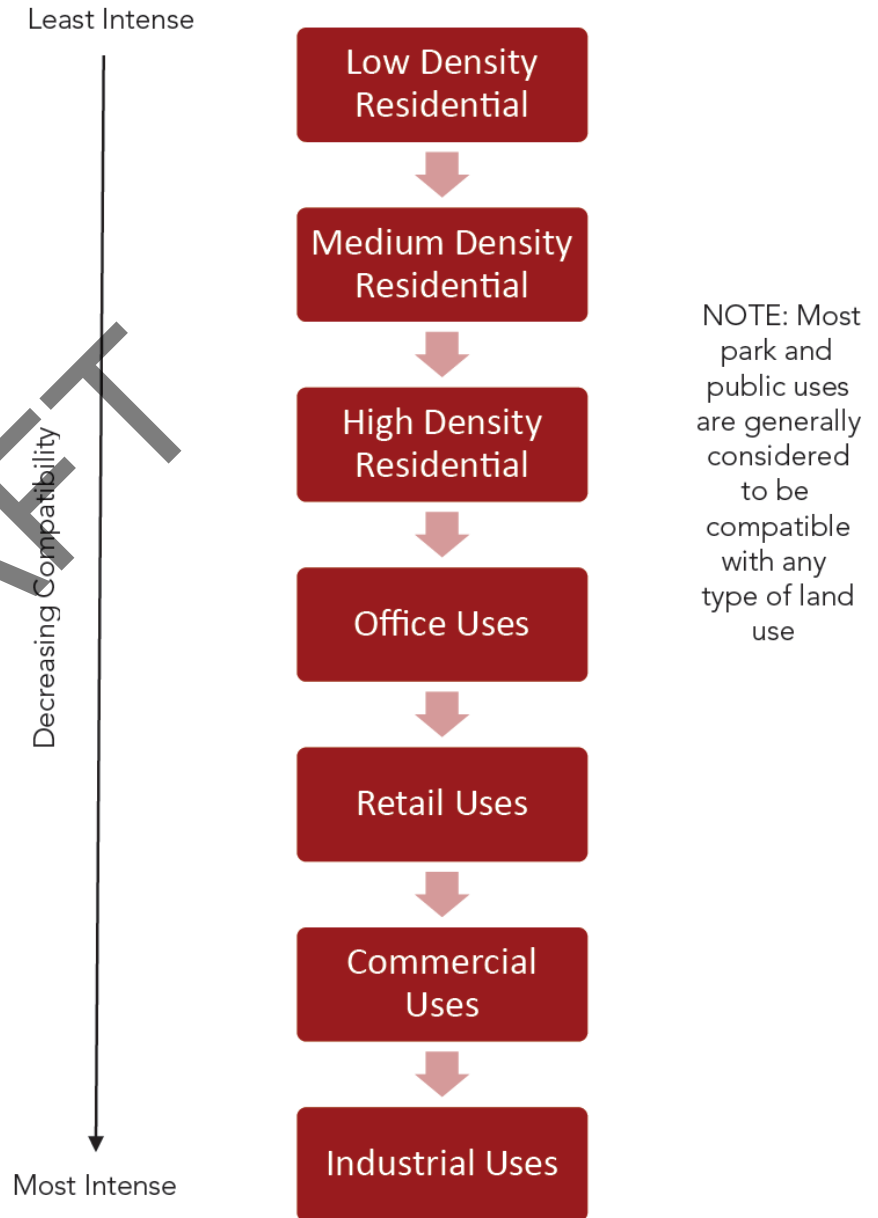 Least Intense
Low Density
Residential
Medium Density
Residential
High Density
Residential
Office Uses
Retail Uses
Commercial
Uses
Industrial Uses
Decreasing Compatibility
Most Intense
NOTE: Most
park and
public uses
are generally
considered
to be
compatible
with any
type of land
use